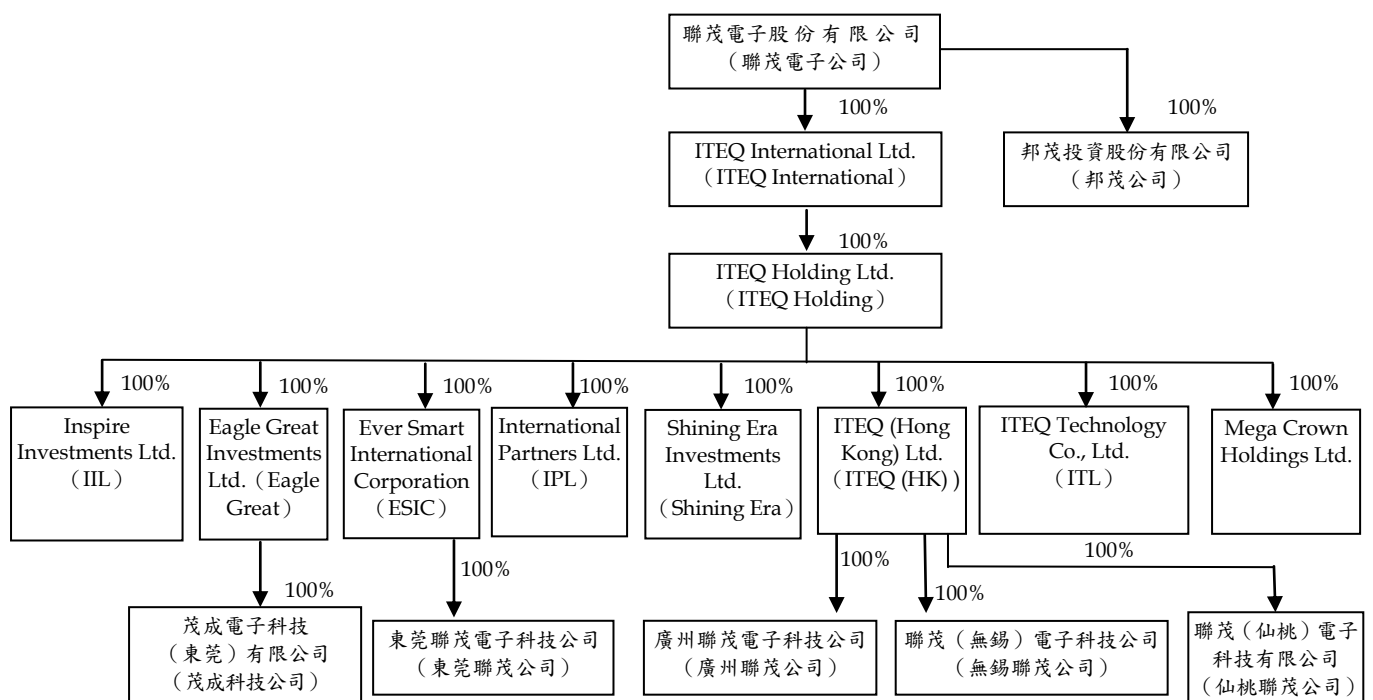 聯茂電子股份有限公司
（聯茂電子公司）
100%
100%
ITEQ International Ltd.
（ITEQ International）
邦茂投資股份有限公司
（邦茂公司）
100%
ITEQ Holding Ltd.
（ITEQ Holding）
100%
100%
100%
100%
100%
100%
100%
100%
Inspire
Investments Ltd.
（IIL）
Eagle Great
Investments
Ltd.（Eagle
Great）
Ever Smart
International
Corporation
（ESIC）
International
Partners Ltd.
（IPL）
Shining Era
Investments
Ltd.
（Shining Era）
ITEQ (Hong
Kong) Ltd.
（ITEQ (HK)）
ITEQ Technology
Co., Ltd.
（ITL）
Mega Crown
Holdings Ltd.
100%
100%
100%
100%
100%
茂成電子科技
（東莞）有限公司
（茂成科技公司）
東莞聯茂電子科技公司
（東莞聯茂公司）
廣州聯茂電子科技公司
（廣州聯茂公司）
聯茂（無錫）電子科技公司
（無錫聯茂公司）
聯茂（仙桃）電子
科技有限公司
（仙桃聯茂公司）